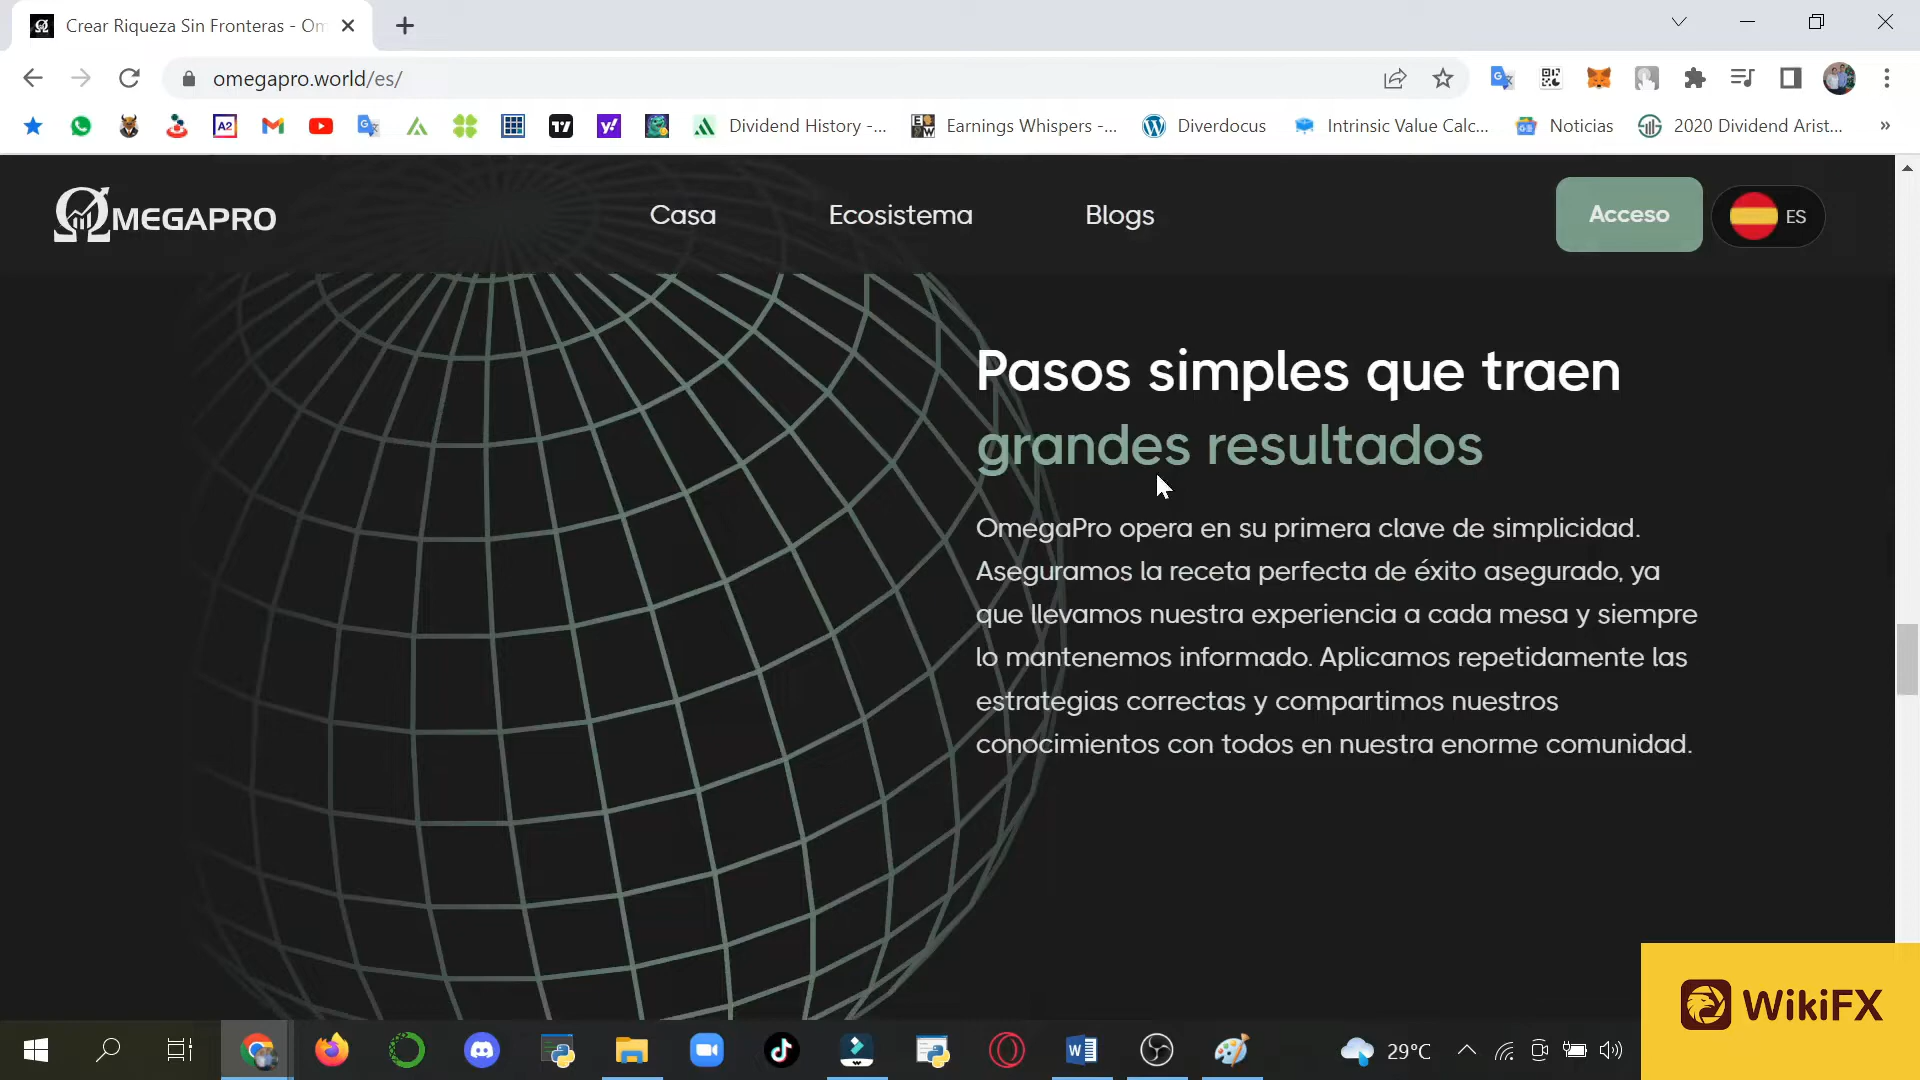 Crear Riqueza Sin Fronteras - Om
omegapro.world/es/
A2
y!
Dividend History -...
Earnings Whispers -...
Diverdocus
Intrinsic Value Calc...
Noticias
2020 Dividend Arist...
»
ΩMEGAPRO
Casa
Ecosistema
Blogs
Acceso
ES
Pasos simples que traen
grandes resultados
OmegaPro opera en su primera clave de simplicidad.
Aseguramos la receta perfecta de éxito asegurado, ya
que llevamos nuestra experiencia a cada mesa y siempre
lo mantenemos informado. Aplicamos repetidamente las
estrategias correctas y compartimos nuestros
conocimientos con todos en nuestra enorme comunidad.
WikiFX
29°C